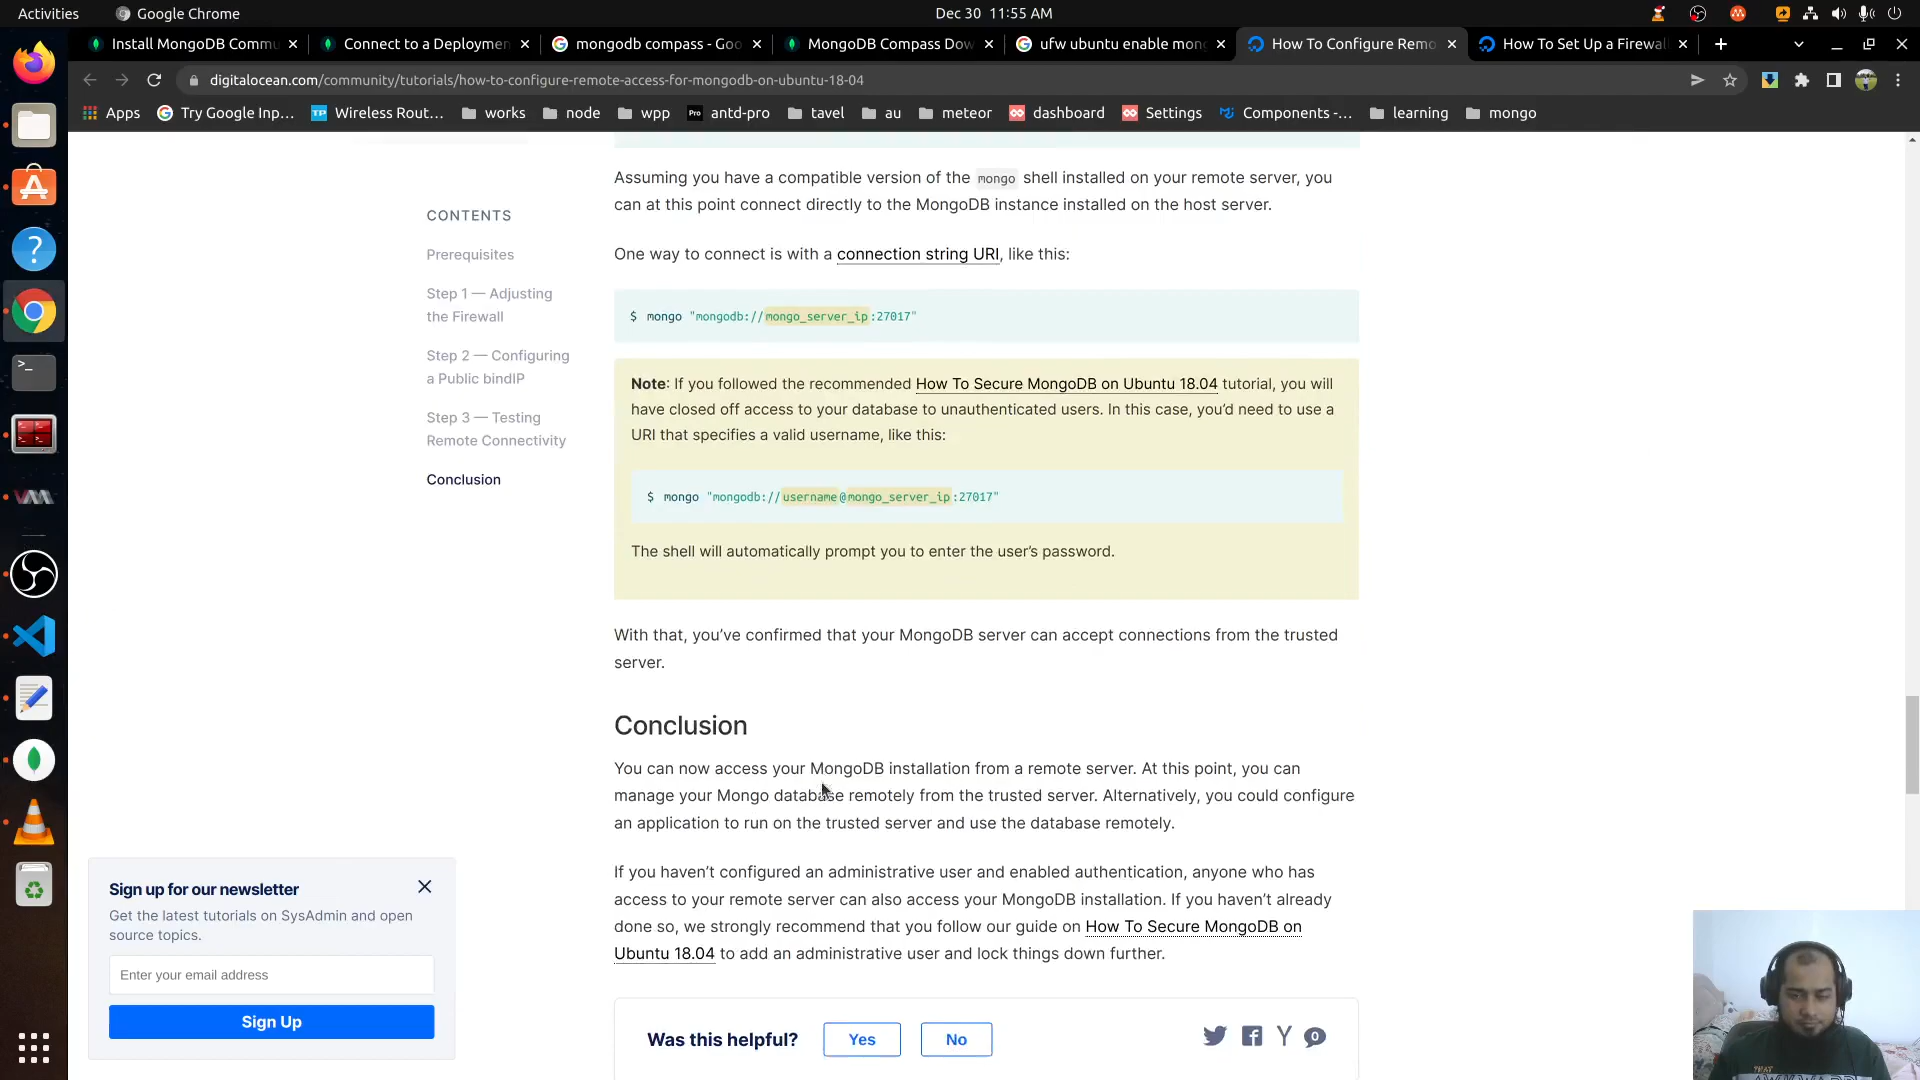 Activities
Google Chrome
Dec 30 11:55 AM
Install MongoDB Commu
Connect to a Deploymen
mongodb compass - Goo
MongoDB Compass Dow
ufw ubuntu enable mon
How To Configure Remo
How To Set Up a Firewal
digitalocean.com/community/tutorials/how-to-configure-remote-access-for-mongodb-on-ubuntu-18-04
Apps
Try Google Inp...
TP Wireless Rout...
works
node
wpp
Pro antd-pro
tavel
au
meteor
dashboard
Settings
Components -...
learning
mongo
Assuming you have a compatible version of the mongo shell installed on your remote server, you
can at this point connect directly to the MongoDB instance installed on the host server.
One way to connect is with a connection string URI, like this:
$ mongo "mongodb://mongo_server_ip:27017"
Note: If you followed the recommended How To Secure MongoDB on Ubuntu 18.04 tutorial, you will
have closed off access to your database to unauthenticated users. In this case, you’d need to use a
URI that specifies a valid username, like this:
$ mongo "mongodb://username@mongo_server_ip:27017"
The shell will automatically prompt you to enter the user’s password.
With that, you’ve confirmed that your MongoDB server can accept connections from the trusted
server.
Conclusion
You can now access your MongoDB installation from a remote server. At this point, you can
manage your Mongo database remotely from the trusted server. Alternatively, you could configure
an application to run on the trusted server and use the database remotely.
If you haven’t configured an administrative user and enabled authentication, anyone who has
access to your remote server can also access your MongoDB installation. If you haven’t already
done so, we strongly recommend that you follow our guide on How To Secure MongoDB on
Ubuntu 18.04 to add an administrative user and lock things down further.
Was this helpful?
Yes
No
0
CONTENTS
Prerequisites
Step 1 — Adjusting
the Firewall
Step 2 — Configuring
a Public bindIP
Step 3 — Testing
Remote Connectivity
Conclusion
Sign up for our newsletter
Get the latest tutorials on SysAdmin and open
source topics.
Enter your email address
Sign Up